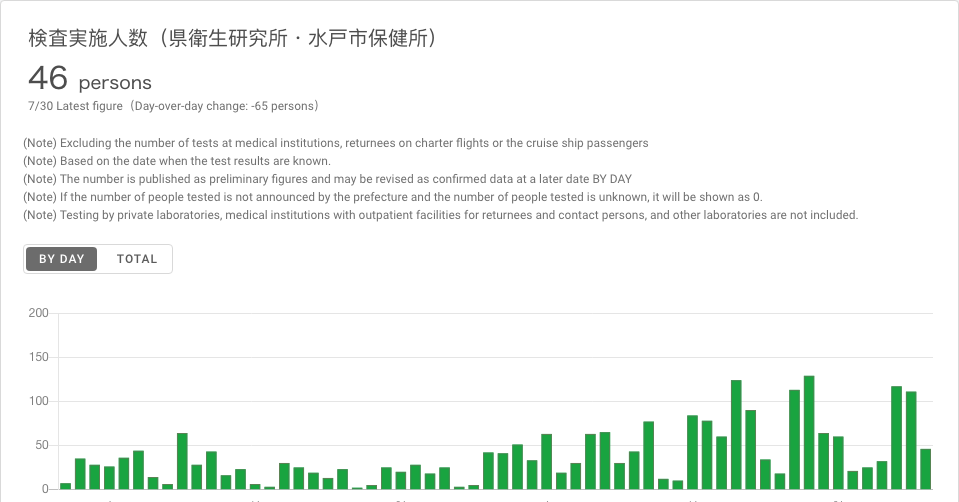 検査実施人数（県衛生研究所・水戸市保健所）
46 persons
7/30 Latest figure（Day-over-day change: -65 persons）
(Note) Excluding the number of tests at medical institutions, returnees on charter flights or the cruise ship passengers
(Note) Based on the date when the test results are known.
(Note) The number is published as preliminary figures and may be revised as confirmed data at a later date BY DAY
(Note) If the number of people tested is not announced by the prefecture and the number of people tested is unknown, it will be shown as 0.
(Note) Testing by private laboratories, medical institutions with outpatient facilities for returnees and contact persons, and other laboratories are not included.
BY DAY TOTAL
200
150
100
50
0